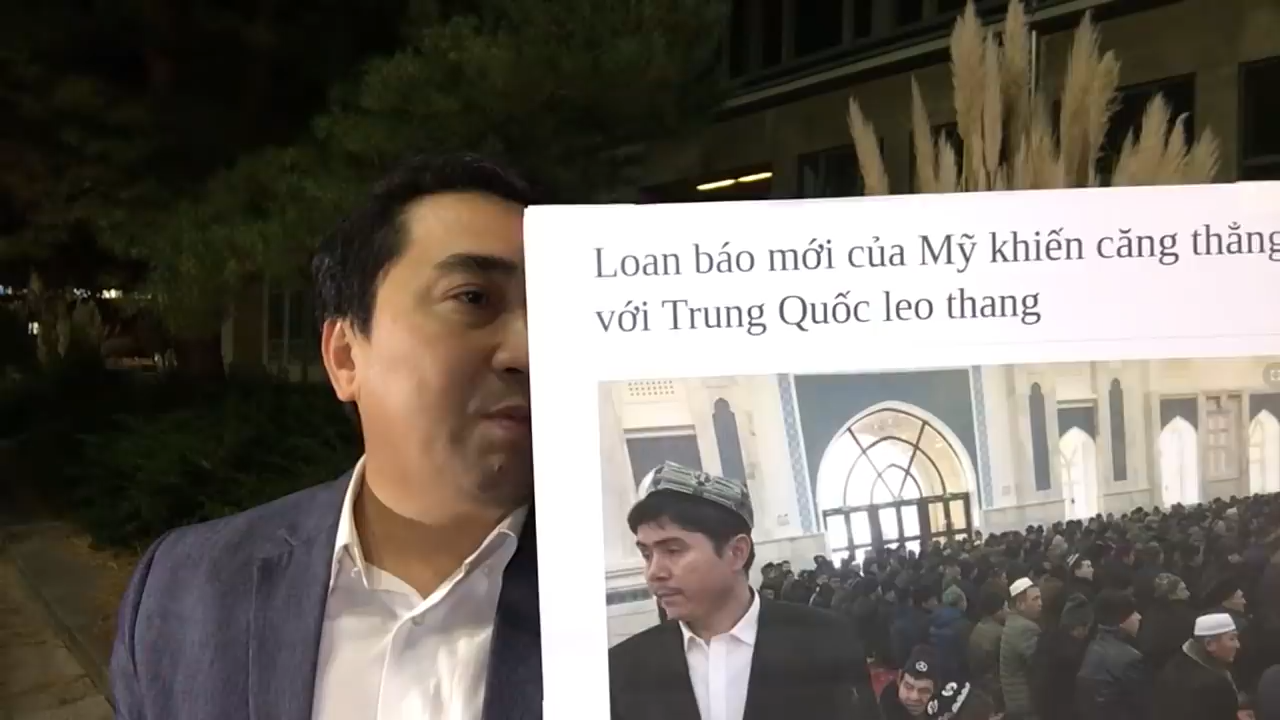 Loan báo mới của Mỹ khiến căng thẳng
với Trung Quốc leo thang